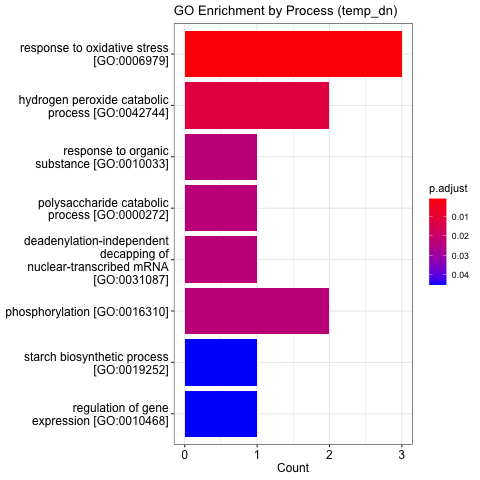 GO Enrichment by Process (temp_dn)
response to oxidative stress
[GO:0006979]
hydrogen peroxide catabolic
process [GO:0042744]
response to organic
substance [GO:0010033]
polysaccharide catabolic
process [GO:0000272]
deadenylation-independent
decapping of
nuclear-transcribed mRNA
[GO:0031087]
phosphorylation [GO:0016310]
starch biosynthetic process
[GO:0019252]
regulation of gene
expression [GO:0010468]
0 1 2 3
Count
p.adjust
0.01
0.02
0.03
0.04